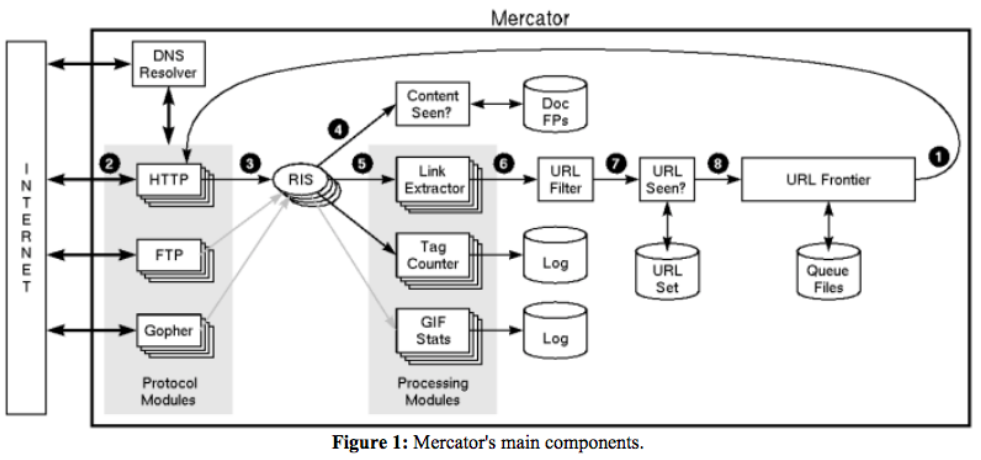 Mercator
DNS
Resolver
Content
Seen?
Doc
FPs
4
1
2
3
5
6
7
8
INTERNET
HTTP
RIS
Link
Extractor
URL
Filter
URL
Seen?
URL Frontier
FTP
Tag
Counter
Log
URL
Set
Queue
Files
Gopher
GIF
Stats
Log
Protocol
Modules
Processing
Modules
Figure 1: Mercator's main components.